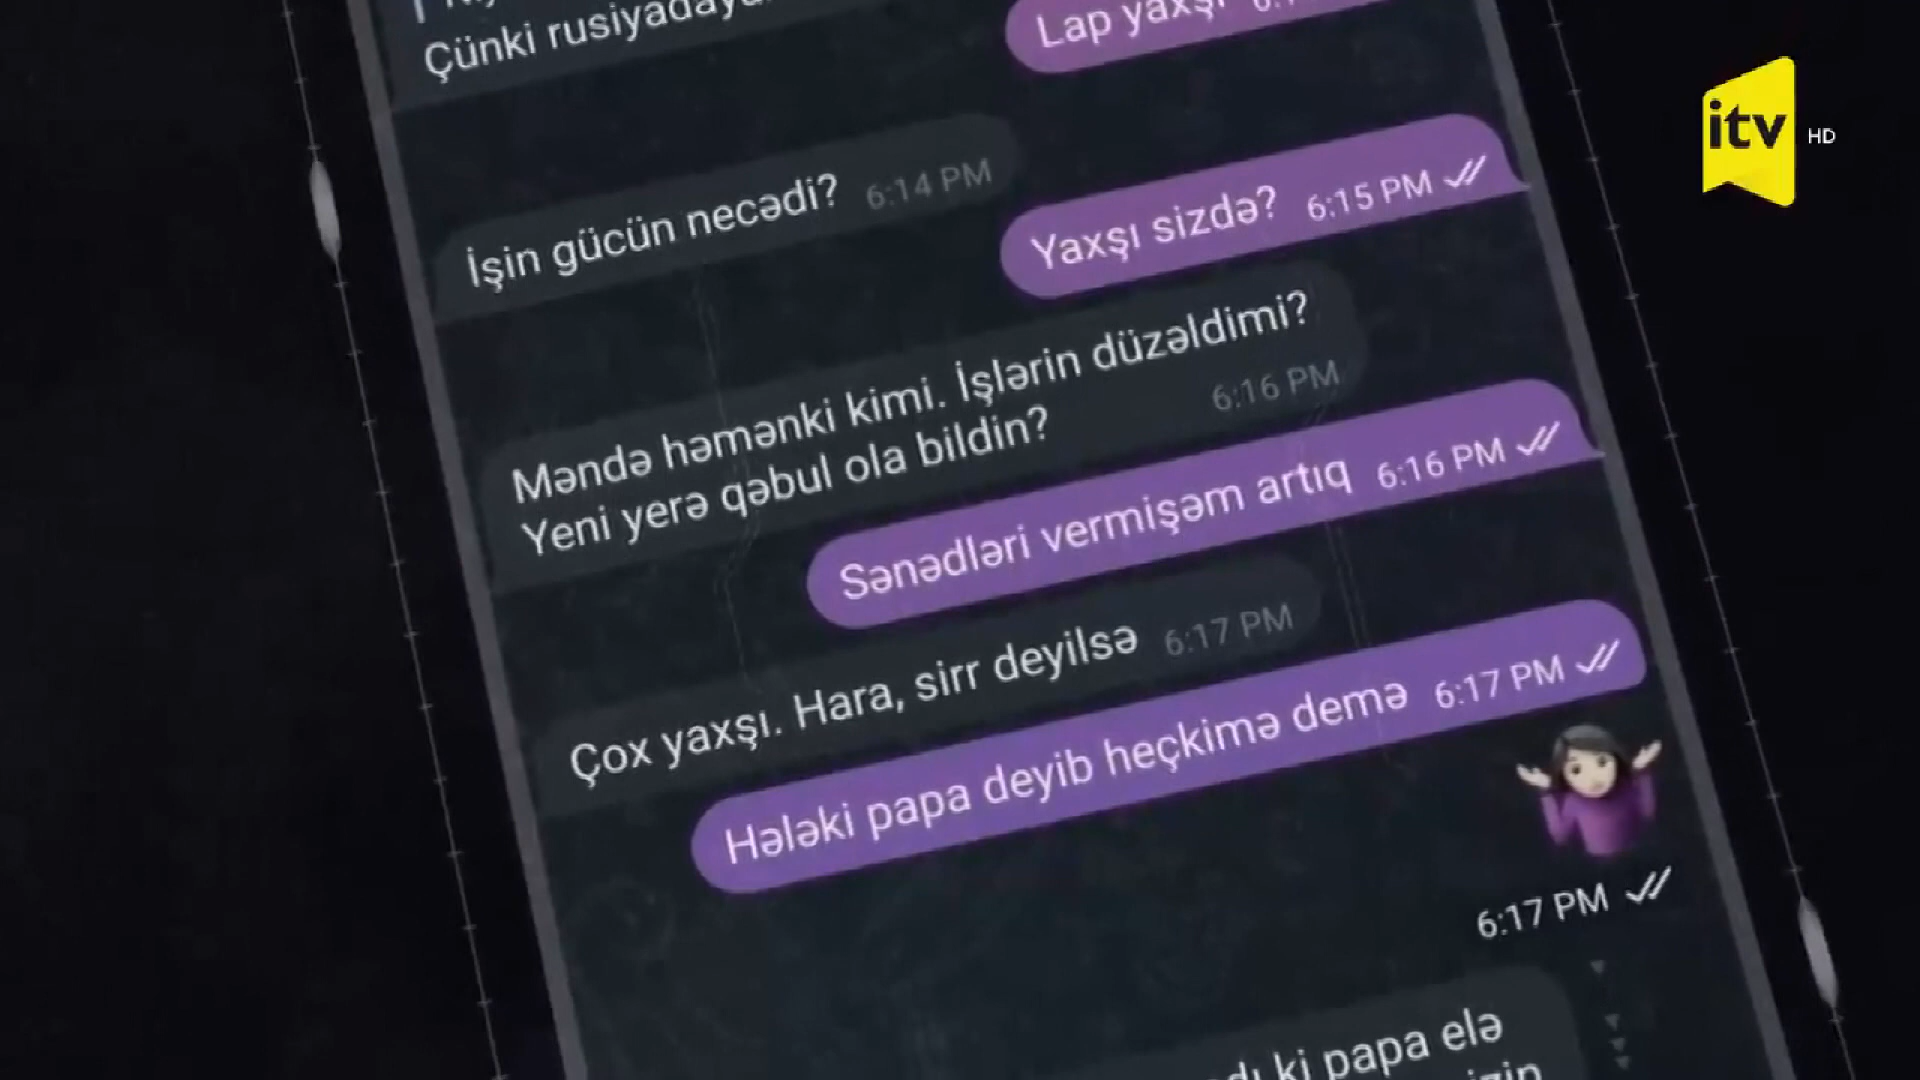 Çünki
Lap yaxşı
İşin gücün necədi? 6:14 PM
Yaxşı sizdə? 6:15 PM
Məndə həmənki kimi. İşlərin düzəldimi?
Yeni yerə qəbul ola bildin? 6:16 PM
Sənədləri vermişəm artıq 6:16 PM
Çox yaxşı. Hara, sirr deyilsə 6:17 PM
Hələki papa deyib heçkimə demə 6:17 PM
6:17 PM
ki papa elə
itv HD